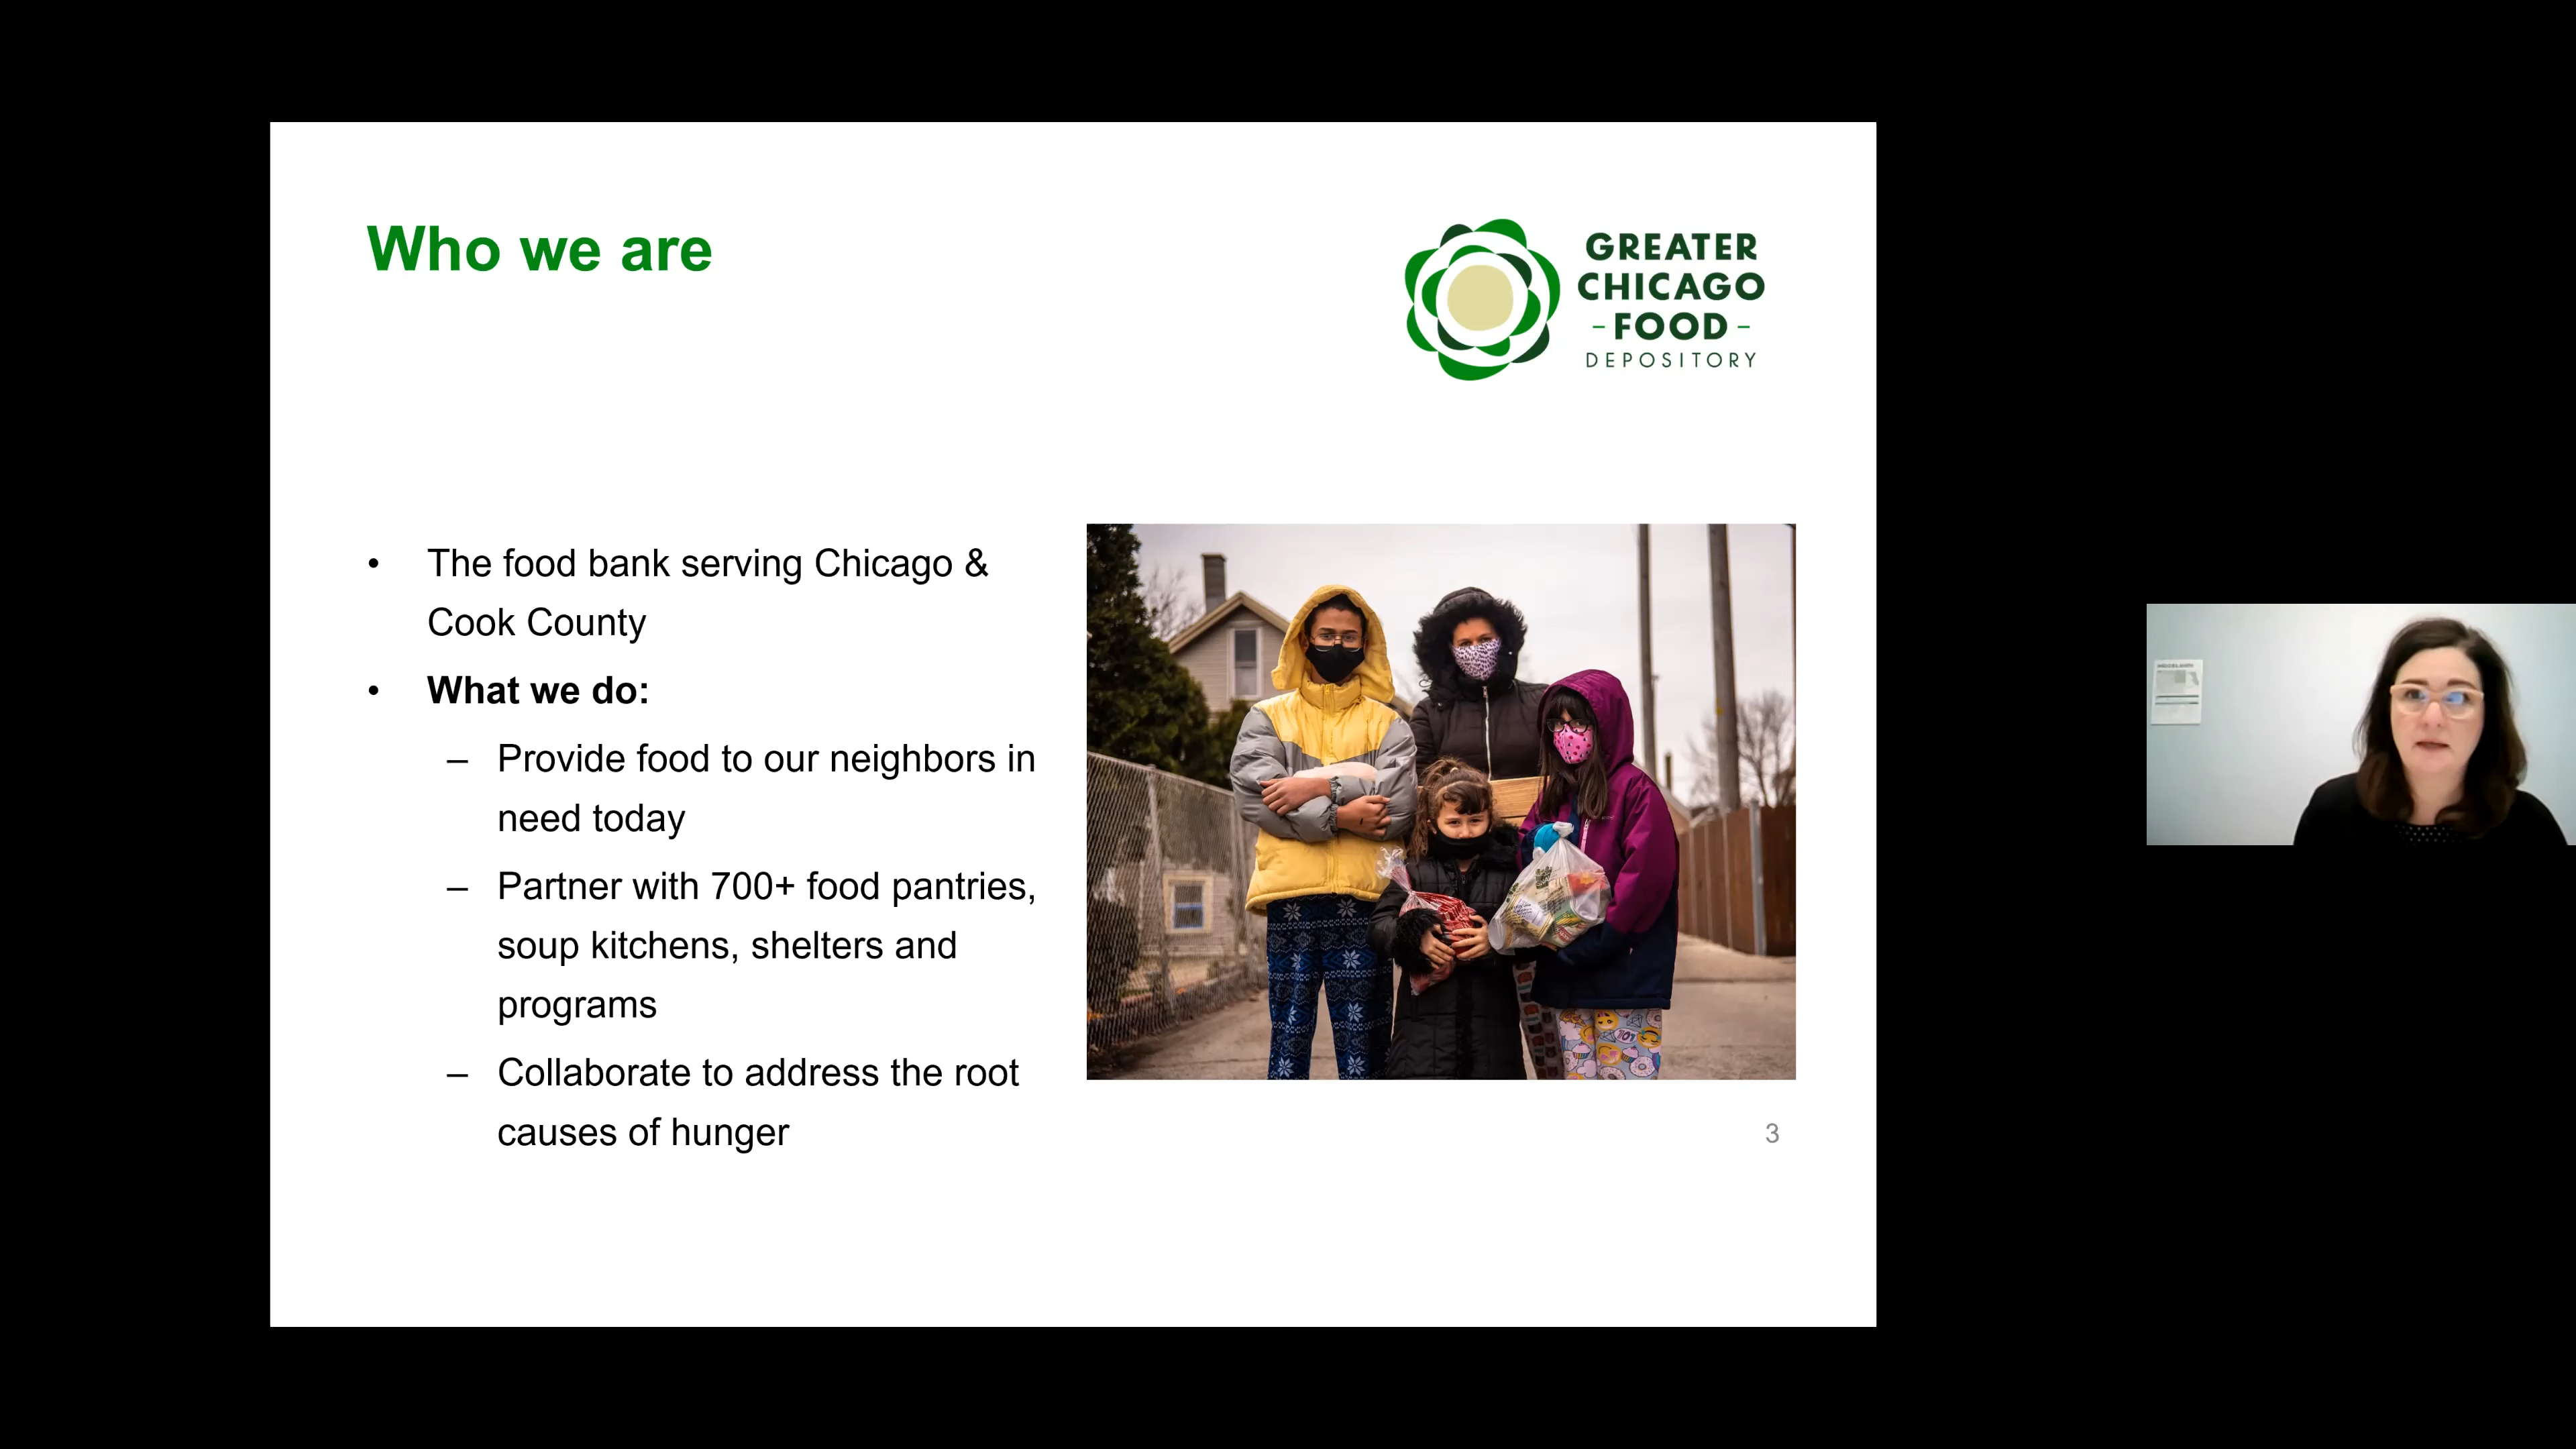 Who we are
GREATER
CHICAGO
- FOOD -
DEPOSITORY
• The food bank serving Chicago &
Cook County
• What we do:
– Provide food to our neighbors in
need today
– Partner with 700+ food pantries,
soup kitchens, shelters and
programs
– Collaborate to address the root
causes of hunger
3